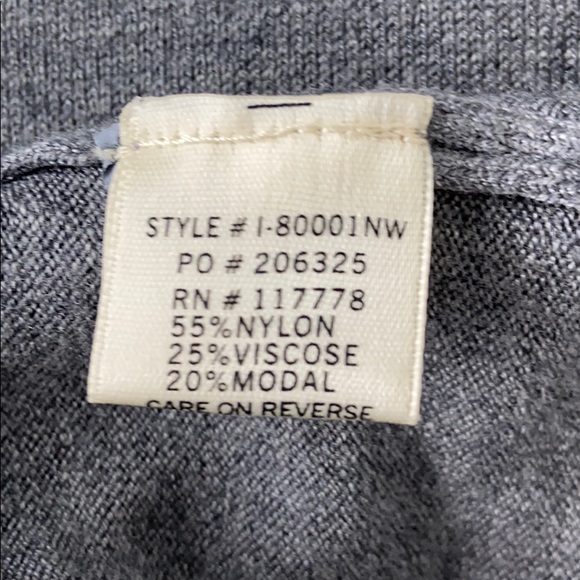 STYLE # I-80001NW
PO # 206325
RN # 117778
55%NYLON
25%VISCOSE
20%MODAL
CARE ON REVERSE